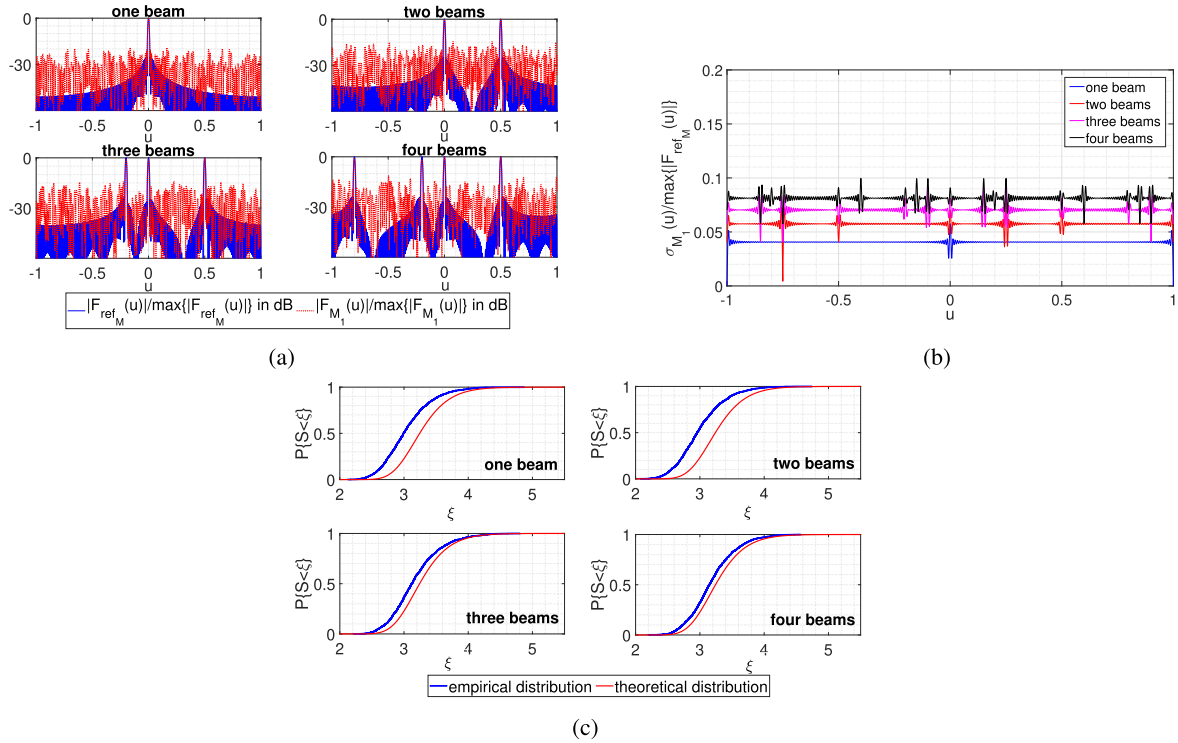 one beam
two beams
0
-30
-1 -0.5 0 0.5 1
u
0
-30
-1 -0.5 0 0.5 1
u
three beams
four beams
0
-30
-1 -0.5 0 0.5 1
u
0
-30
-1 -0.5 0 0.5 1
u
|F_ref_M(u)|/max{|F_ref_M(u)|} in dB
|F_M_1(u)|/max{|F_M_1(u)|} in dB
(a)
σ_M_1(u)/max{|F_ref_M(u)|}
0.2
0.15
0.1
0.05
0
-1 -0.5 0 0.5 1
u
one beam
two beams
three beams
four beams
(b)
P{S<ξ}
1
0.5
0
one beam
2 3 4 5
ξ
P{S<ξ}
1
0.5
0
two beams
2 3 4 5
ξ
P{S<ξ}
1
0.5
0
three beams
2 3 4 5
ξ
P{S<ξ}
1
0.5
0
four beams
2 3 4 5
ξ
empirical distribution
theoretical distribution
(c)